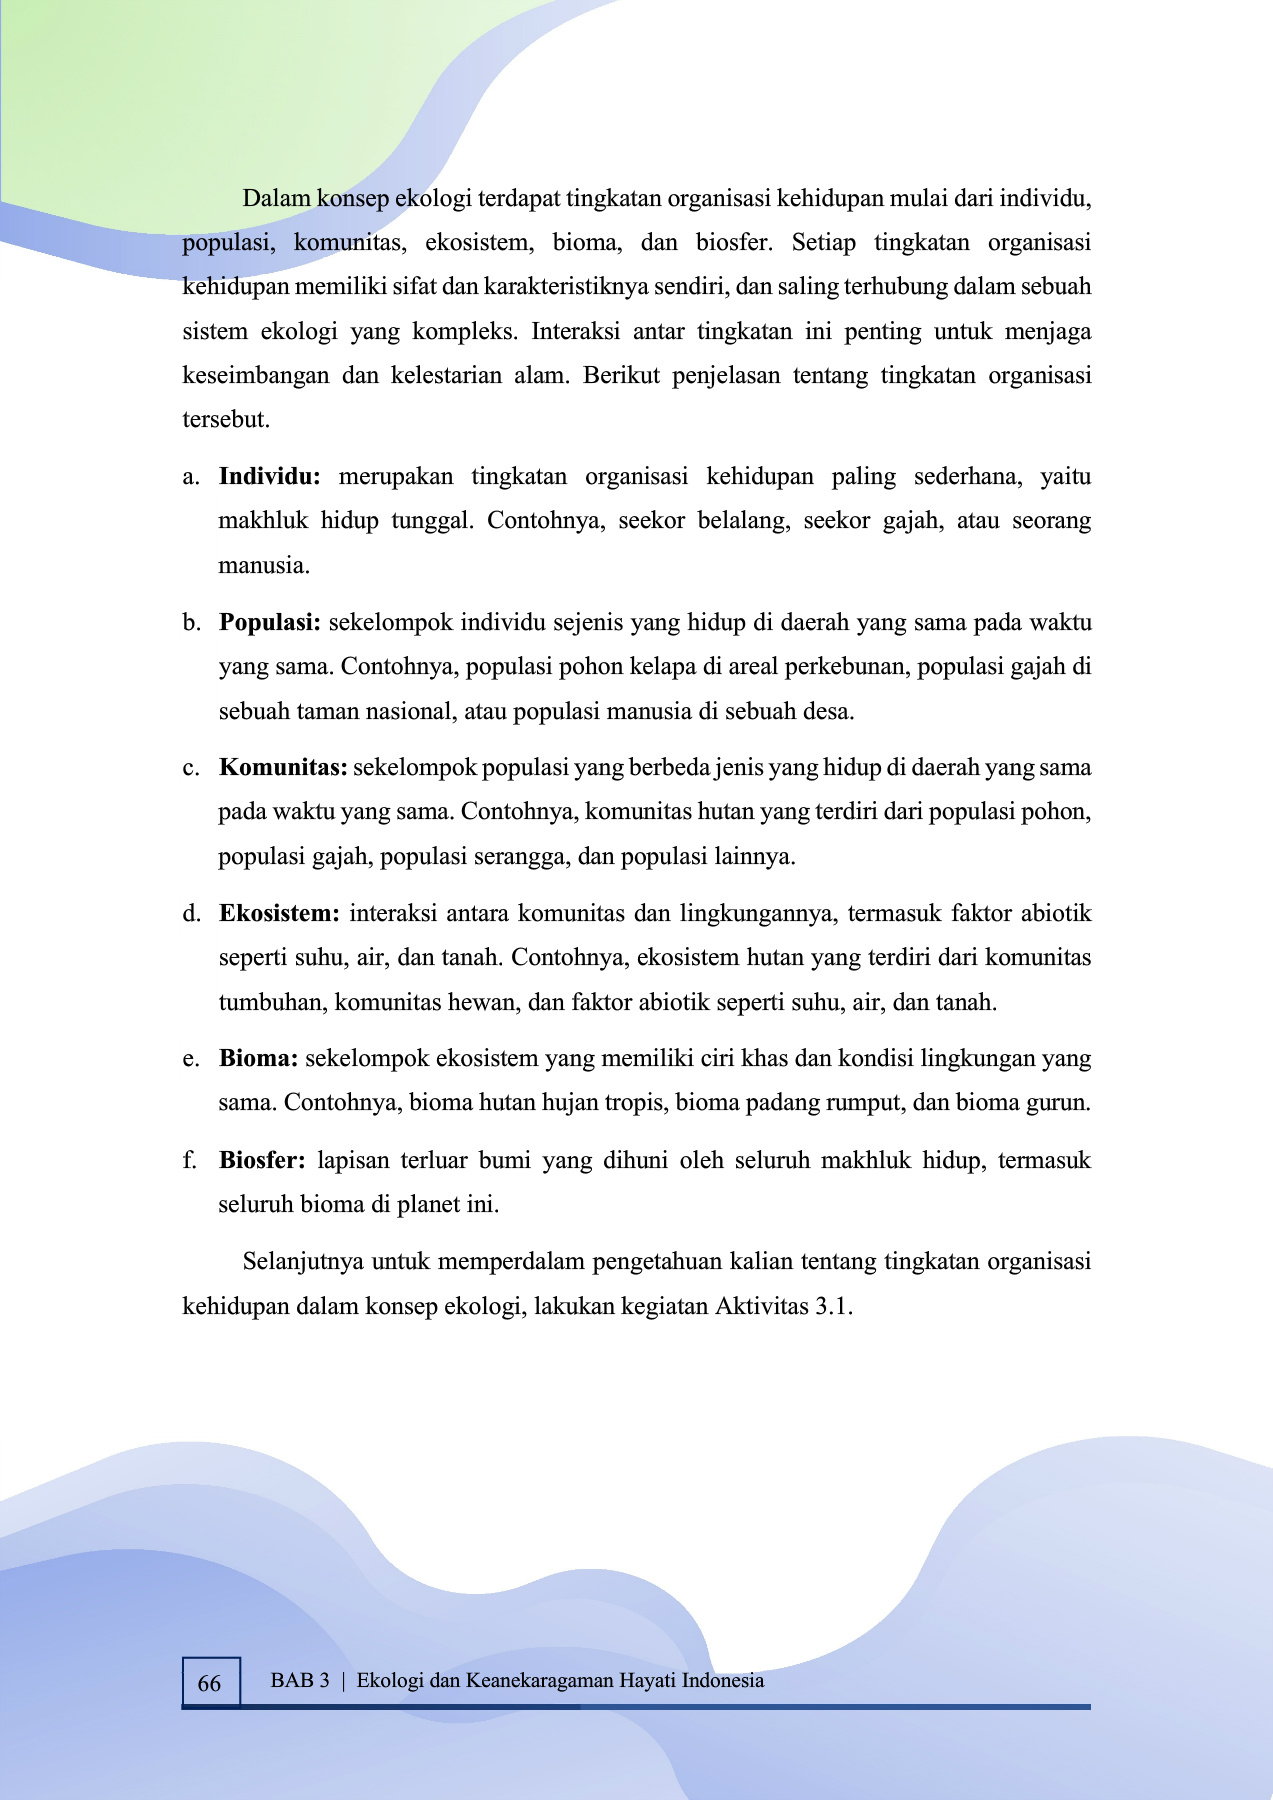 Dalam konsep ekologi terdapat tingkatan organisasi kehidupan mulai dari individu,
populasi, komunitas, ekosistem, bioma, dan biosfer. Setiap tingkatan organisasi
kehidupan memiliki sifat dan karakteristiknya sendiri, dan saling terhubung dalam sebuah
sistem ekologi yang kompleks. Interaksi antar tingkatan ini penting untuk menjaga
keseimbangan dan kelestarian alam. Berikut penjelasan tentang tingkatan organisasi
tersebut.
a. Individu: merupakan tingkatan organisasi kehidupan paling sederhana, yaitu
makhluk hidup tunggal. Contohnya, seekor belalang, seekor gajah, atau seorang
manusia.
b. Populasi: sekelompok individu sejenis yang hidup di daerah yang sama pada waktu
yang sama. Contohnya, populasi pohon kelapa di areal perkebunan, populasi gajah di
sebuah taman nasional, atau populasi manusia di sebuah desa.
c. Komunitas: sekelompok populasi yang berbeda jenis yang hidup di daerah yang sama
pada waktu yang sama. Contohnya, komunitas hutan yang terdiri dari populasi pohon,
populasi gajah, populasi serangga, dan populasi lainnya.
d. Ekosistem: interaksi antara komunitas dan lingkungannya, termasuk faktor abiotik
seperti suhu, air, dan tanah. Contohnya, ekosistem hutan yang terdiri dari komunitas
tumbuhan, komunitas hewan, dan faktor abiotik seperti suhu, air, dan tanah.
e. Bioma: sekelompok ekosistem yang memiliki ciri khas dan kondisi lingkungan yang
sama. Contohnya, bioma hutan hujan tropis, bioma padang rumput, dan bioma gurun.
f. Biosfer: lapisan terluar bumi yang dihuni oleh seluruh makhluk hidup, termasuk
seluruh bioma di planet ini.
Selanjutnya untuk memperdalam pengetahuan kalian tentang tingkatan organisasi
kehidupan dalam konsep ekologi, lakukan kegiatan Aktivitas 3.1.
66 BAB 3 | Ekologi dan Keanekaragaman Hayati Indonesia